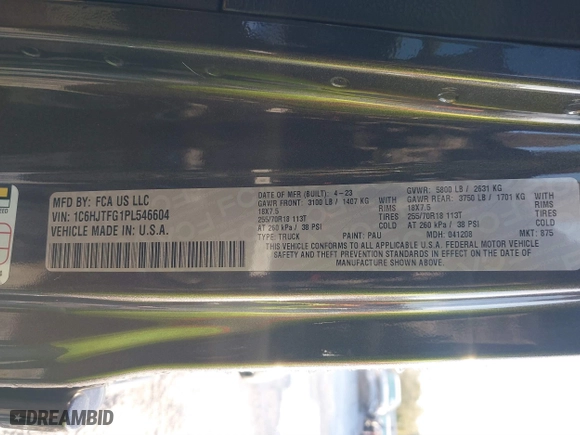 260
MFD BY: FCA US LLC
VIN: 1C6HJTFG1PL546604
VEHICLE MADE IN: U.S.A.
DATE OF MFR (BUILT): 4-23
GAWR FRONT: 3100 LB / 1407 KG
WITH
18X7.5
RIMS
255/70R18 113T
TIRES
AT 260 kPa / 38 PSI
COLD
TYPE: TRUCK
PAINT: PAU
GVWR: 5800 LB / 2631 KG
GAWR REAR: 3750 LB / 1701 KG
WITH
18X7.5
RIMS
255/70R18 113T
TIRES
AT 260 kPa / 38 PSI
COLD
MDH: 041208
MKT: 875
THIS VEHICLE CONFORMS TO ALL APPLICABLE U.S.A. FEDERAL MOTOR VEHICLE
SAFETY AND THEFT PREVENTION STANDARDS IN EFFECT ON THE DATE OF MANUFACTURE
SHOWN ABOVE.
DREAMBID